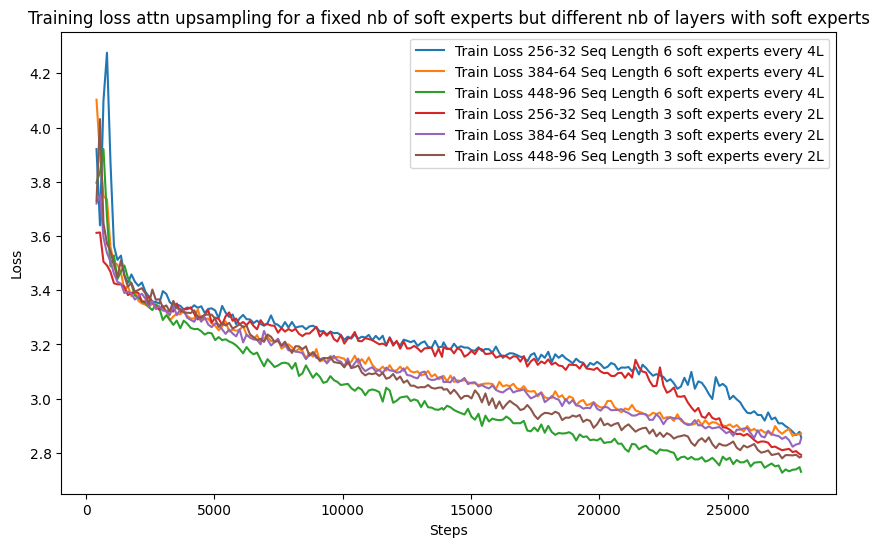 Training loss attn upsampling for a fixed nb of soft experts but different nb of layers with soft experts
Train Loss 256-32 Seq Length 6 soft experts every 4L
Train Loss 384-64 Seq Length 6 soft experts every 4L
Train Loss 448-96 Seq Length 6 soft experts every 4L
Train Loss 256-32 Seq Length 3 soft experts every 2L
Train Loss 384-64 Seq Length 3 soft experts every 2L
Train Loss 448-96 Seq Length 3 soft experts every 2L
4.2
4.0
3.8
3.6
3.4
3.2
3.0
2.8
Loss
0 5000 10000 15000 20000 25000
Steps